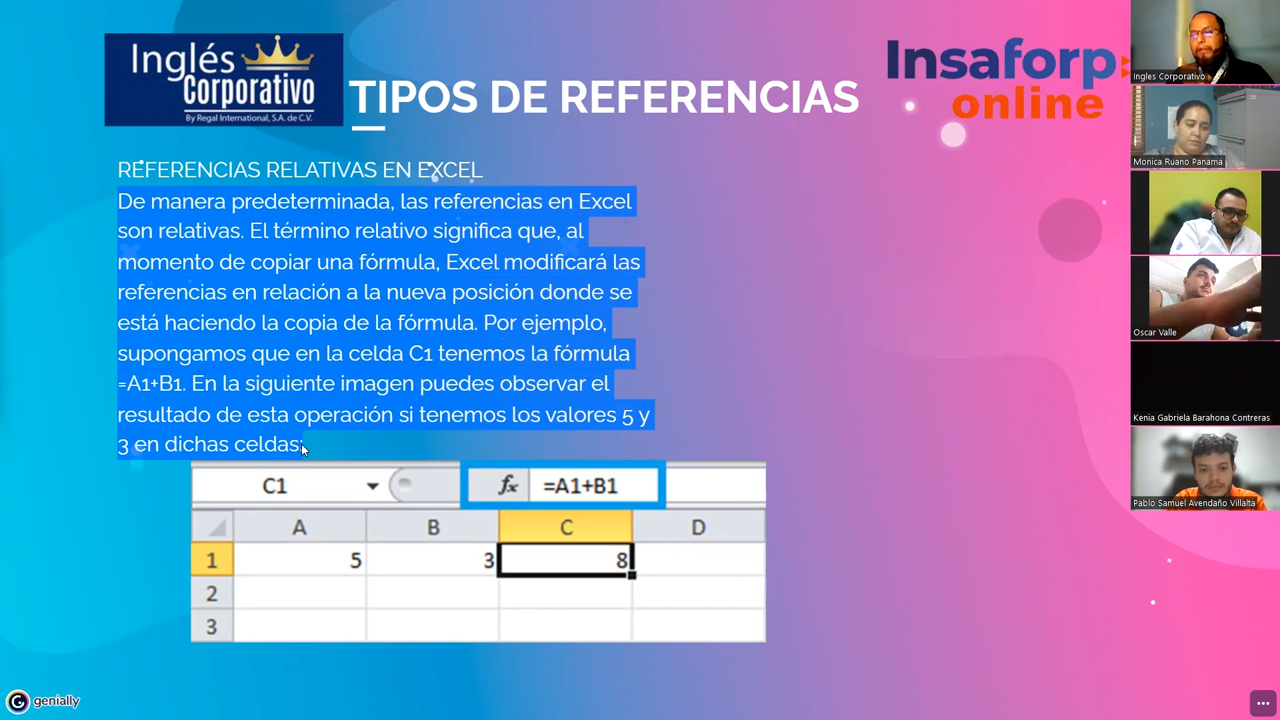 Inglés
Corporativo
By Regal International, S.A. de C.V.
TIPOS DE REFERENCIAS
Insaforp
online
REFERENCIAS RELATIVAS EN EXCEL
De manera predeterminada, las referencias en Excel
son relativas. El término relativo significa que, al
momento de copiar una fórmula, Excel modificará las
referencias en relación a la nueva posición donde se
está haciendo la copia de la fórmula. Por ejemplo,
supongamos que en la celda C1 tenemos la fórmula
=A1+B1. En la siguiente imagen puedes observar el
resultado de esta operación si tenemos los valores 5 y
3 en dichas celdas:
C1 fx =A1+B1
A B C D
1 5 3 8
2
3
genially
Ingles Corporativo
Monica Ruano Panamá
Oscar Valle
Kenia Gabriela Barahona Contreras
Pablo Samuel Avendaño Villalta